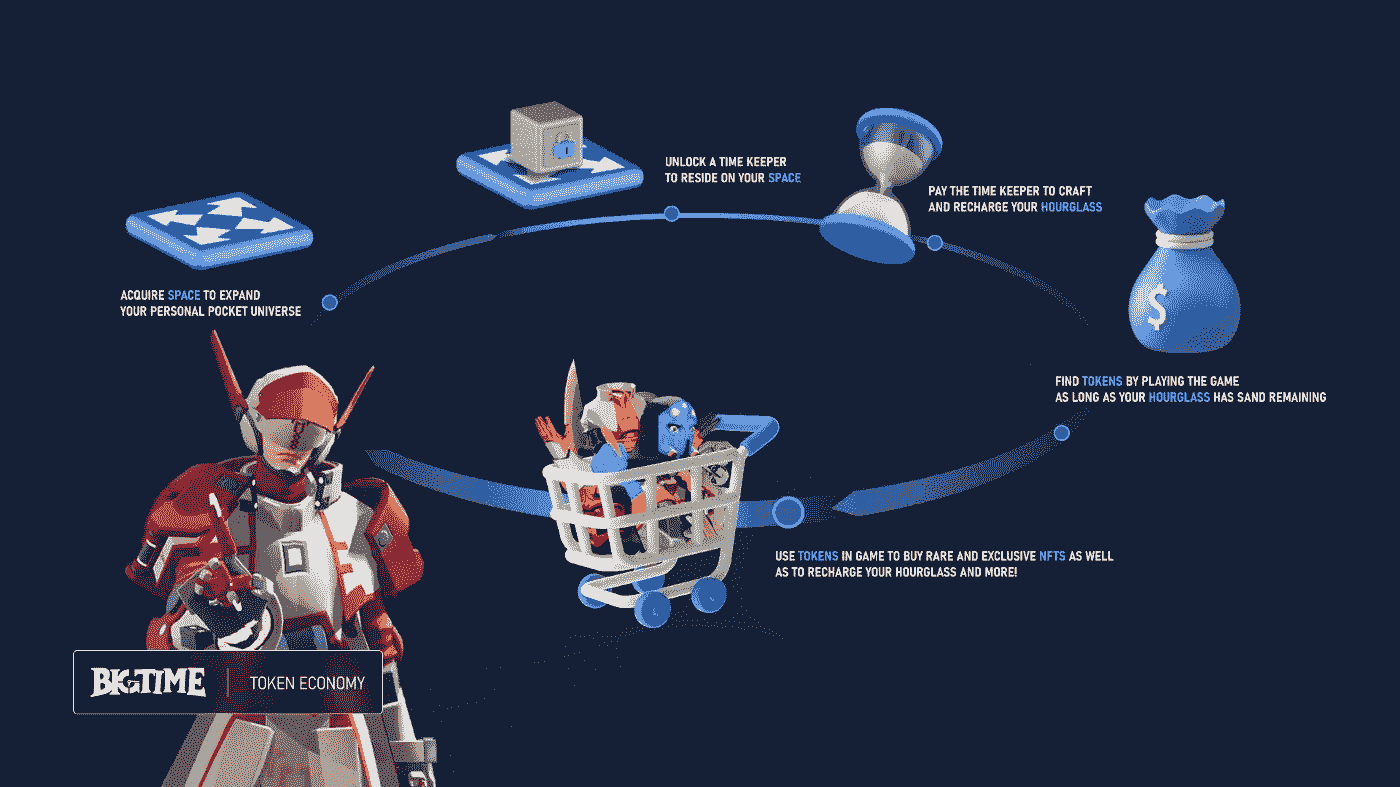 UNLOCK A TIME KEEPER
TO RESIDE ON YOUR SPACE
PAY THE TIME KEEPER TO CRAFT
AND RECHARGE YOUR HOURGLASS
ACQUIRE SPACE TO EXPAND
YOUR PERSONAL POCKET UNIVERSE
$
FIND TOKENS BY PLAYING THE GAME
AS LONG AS YOUR HOURGLASS HAS SAND REMAINING
USE TOKENS IN GAME TO BUY RARE AND EXCLUSIVE NFTS AS WELL
AS TO RECHARGE YOUR HOURGLASS AND MORE!
BIGTIME | TOKEN ECONOMY